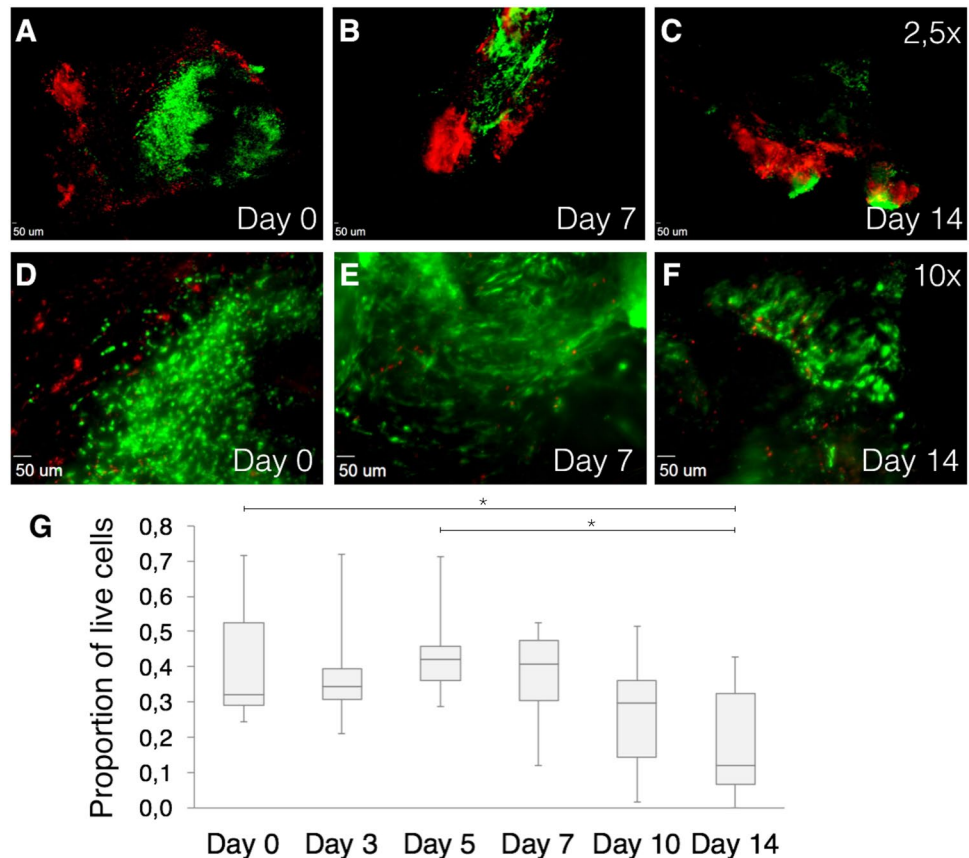 A
Day 0
50 um
B
Day 7
50 um
C
2,5x
Day 14
50 um
D
Day 0
50 um
E
Day 7
50 um
F
10x
Day 14
50 um
G
*
*
Proportion of live cells
0,8
0,7
0,6
0,5
0,4
0,3
0,2
0,1
0,0
Day 0 Day 3 Day 5 Day 7 Day 10 Day 14